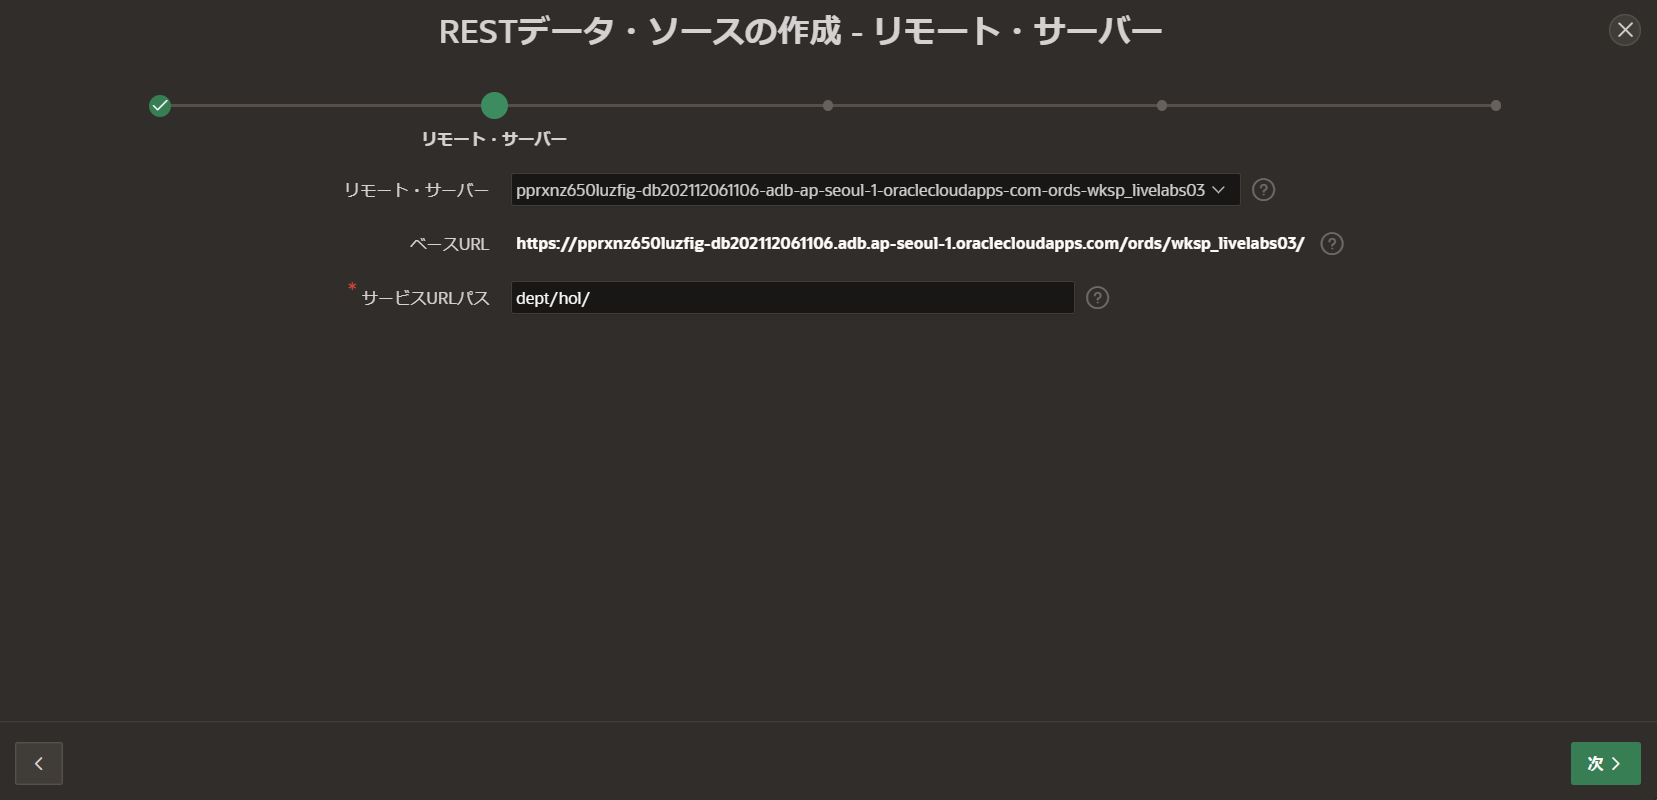 RESTデータ・ソースの作成 - リモート・サーバー
リモート・サーバー
リモート・サーバー pprxnz650luzfig-db202112061106-adb-ap-seoul-1-oraclecloudapps-com-ords-wksp_livelabs03 ?
ベースURL https://pprxnz650luzfig-db202112061106.adb.ap-seoul-1.oraclecloudapps.com/ords/wksp_livelabs03/ ?
* サービスURLパス dept/hol/ ?
次